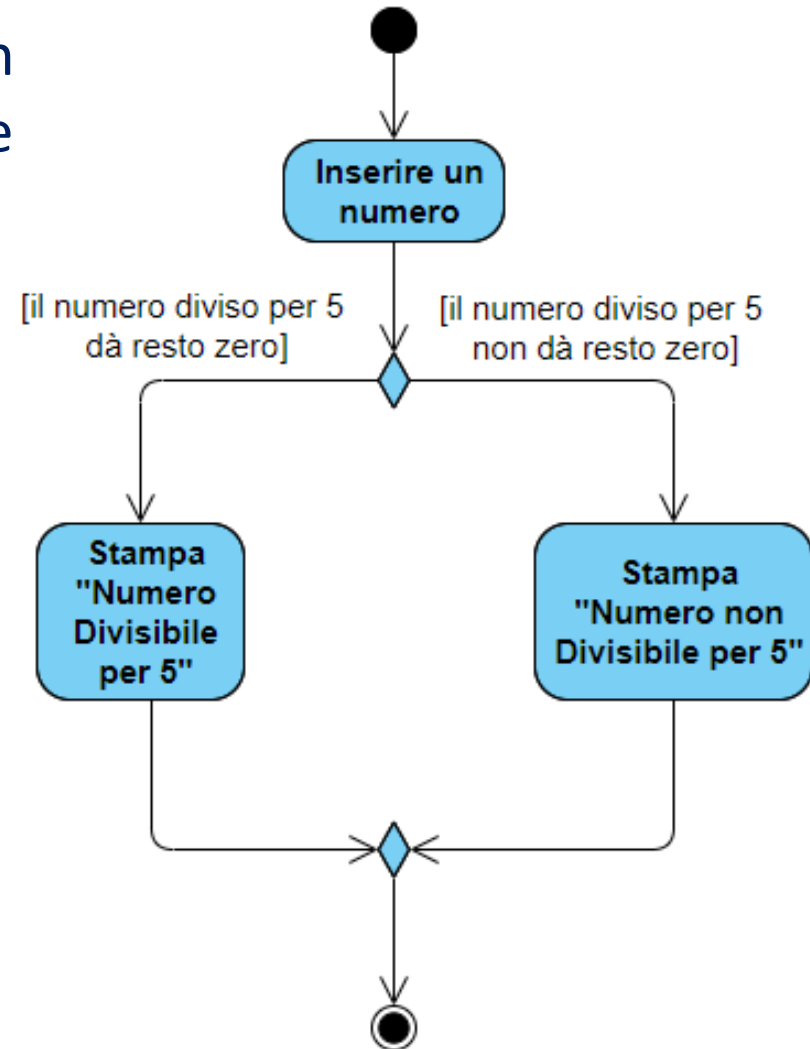 n
e
Inserire un
numero
[il numero diviso per 5
dà resto zero]
[il numero diviso per 5
non dà resto zero]
Stampa
"Numero
Divisibile
per 5"
Stampa
"Numero non
Divisibile per 5"